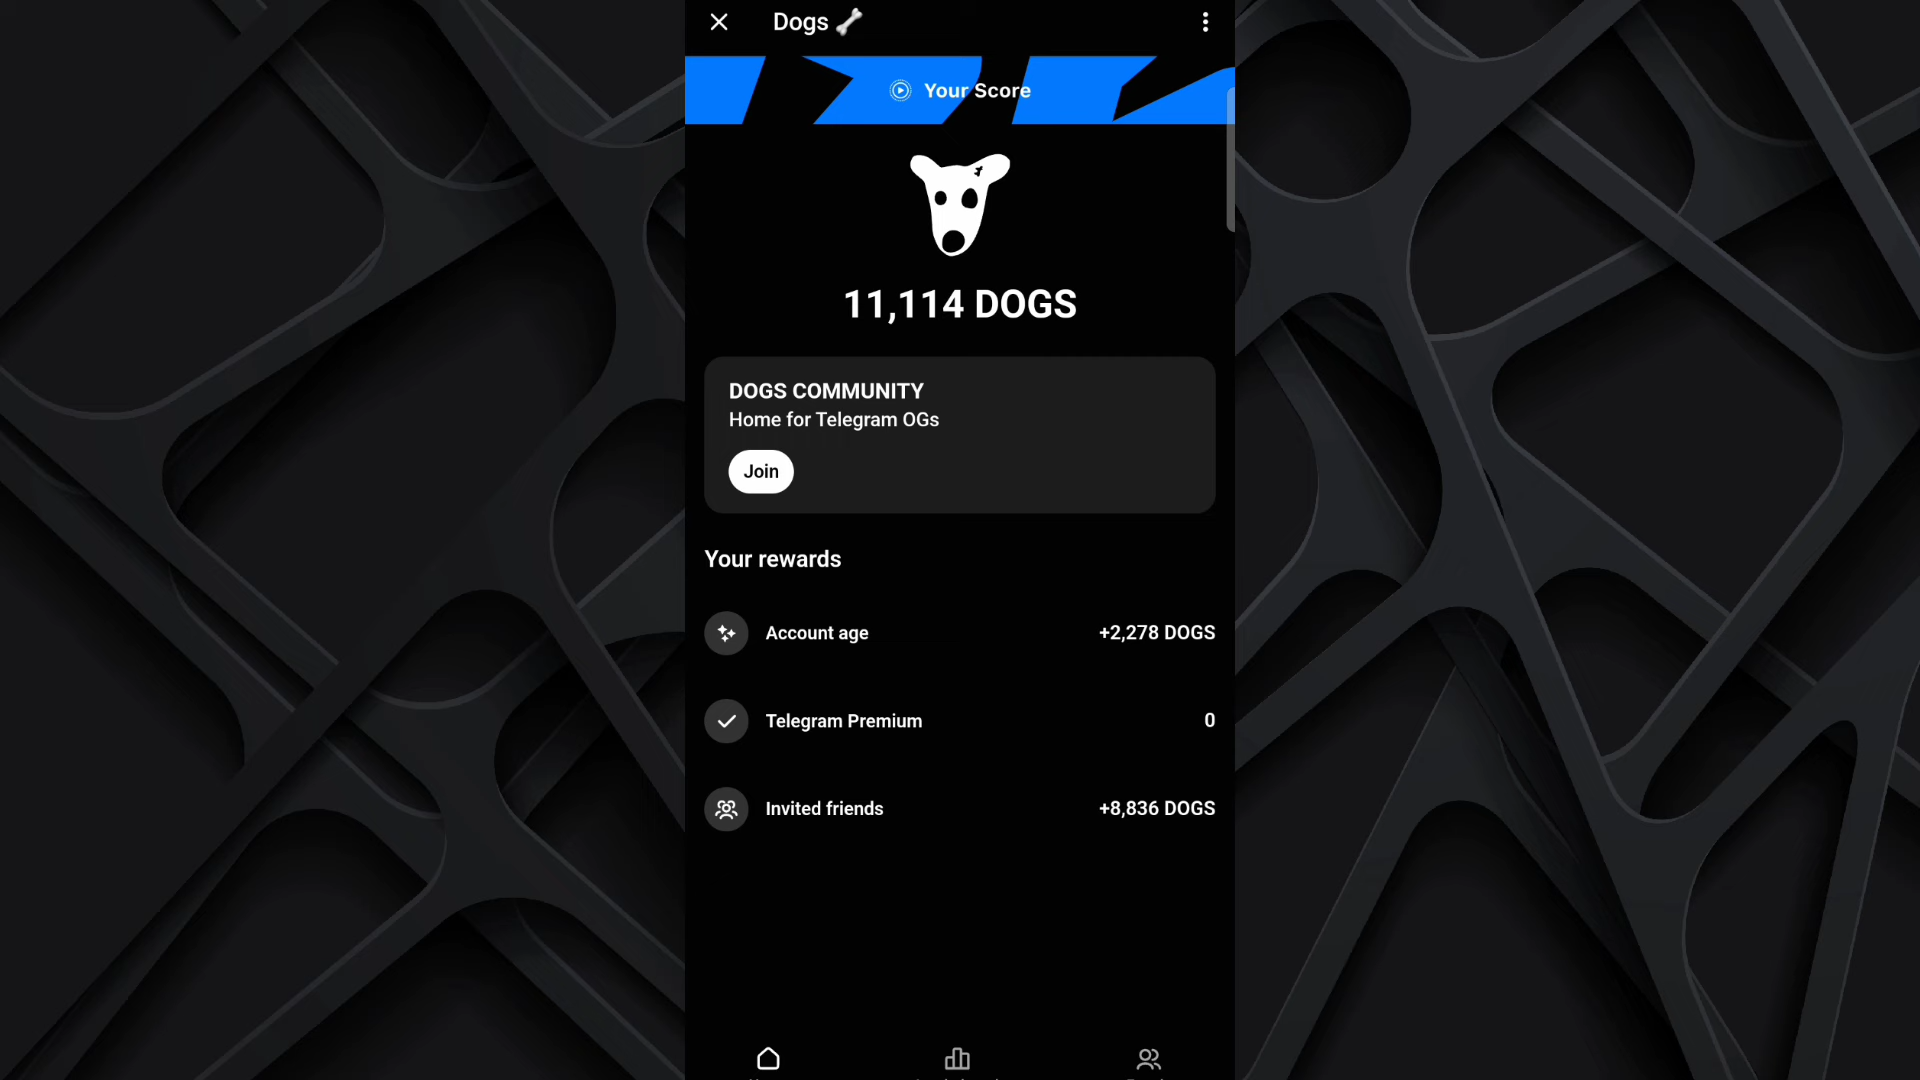 Dogs 🦴
Your Score
11,114 DOGS
DOGS COMMUNITY
Home for Telegram OGs
Join
Your rewards
Account age +2,278 DOGS
Telegram Premium 0
Invited friends +8,836 DOGS